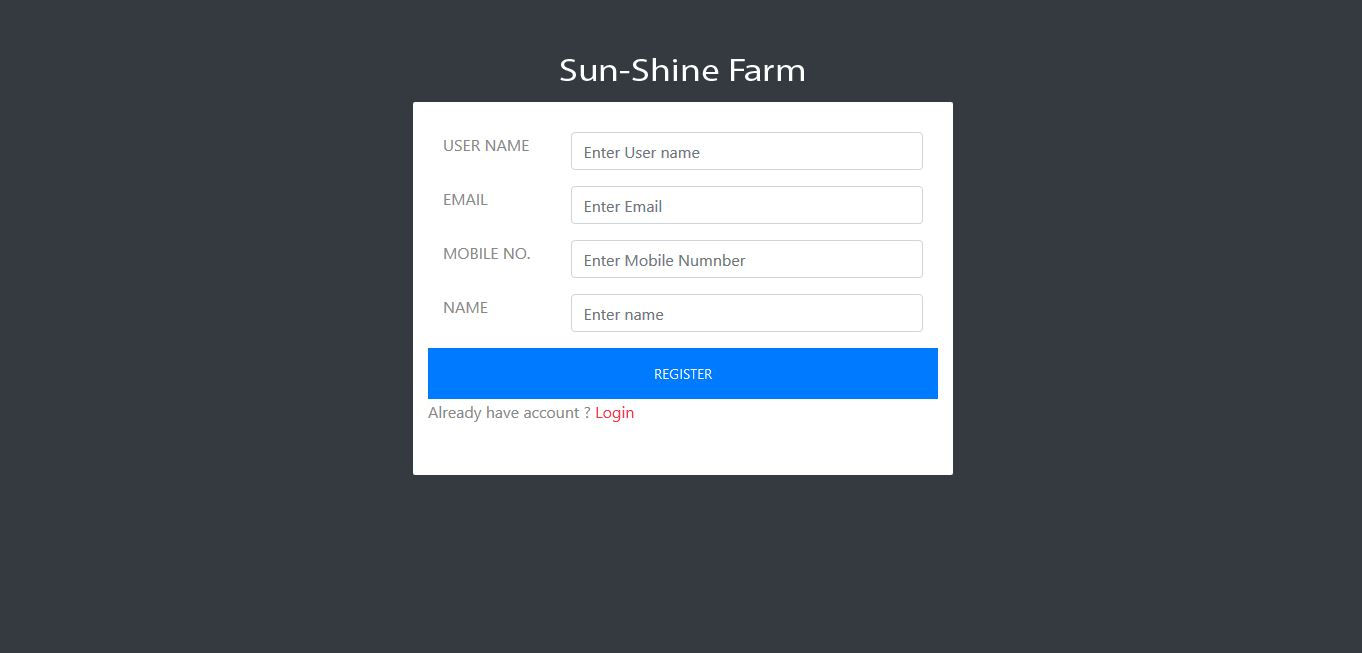 Sun-Shine Farm
USER NAME
Enter User name
EMAIL
Enter Email
MOBILE NO.
Enter Mobile Numnber
NAME
Enter name
REGISTER
Already have account ? Login